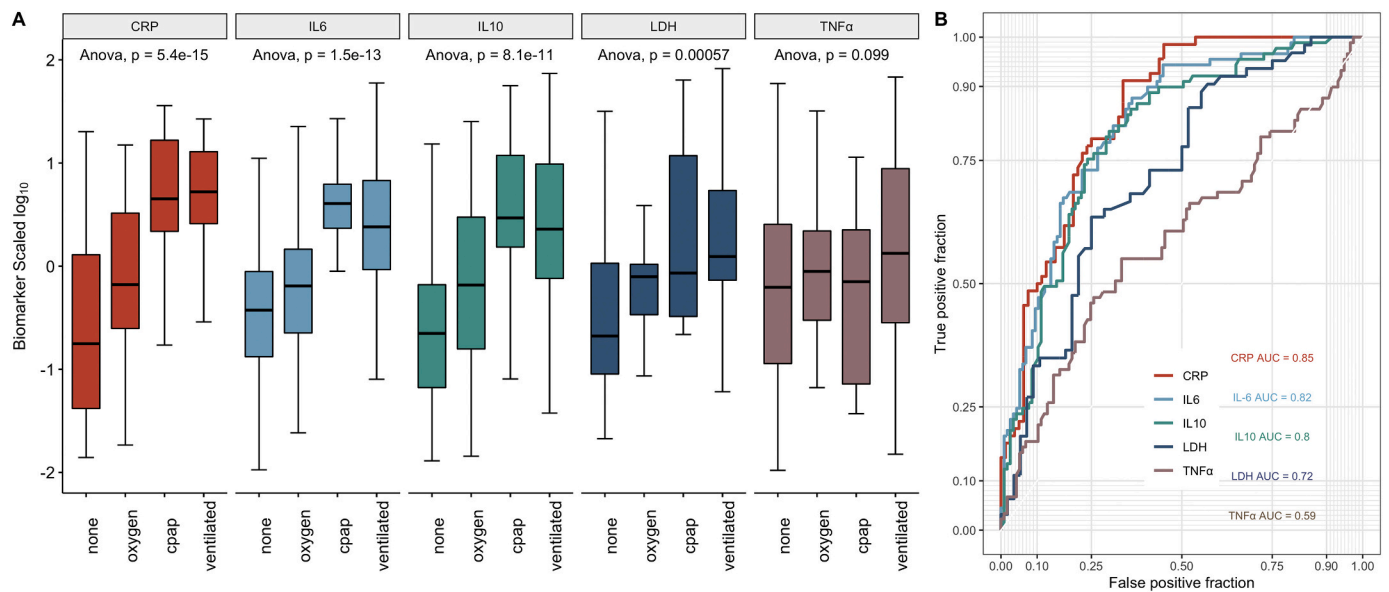 A
CRP
IL6
IL10
LDH
TNFα
Anova, p = 5.4e-15
Anova, p = 1.5e-13
Anova, p = 8.1e-11
Anova, p = 0.00057
Anova, p = 0.099
Biomarker Scaled log10
2
1
0
-1
-2
none
oxygen
cpap
ventilated
none
oxygen
cpap
ventilated
none
oxygen
cpap
ventilated
none
oxygen
cpap
ventilated
none
oxygen
cpap
ventilated
B
True positive fraction
1.00
0.90
0.75
0.50
0.25
0.10
0.00
CRP
IL6
IL10
LDH
TNFα
CRP AUC = 0.85
IL-6 AUC = 0.82
IL10 AUC = 0.8
LDH AUC = 0.72
TNFα AUC = 0.59
0.00
0.10
0.25
0.50
0.75
0.90
1.00
False positive fraction